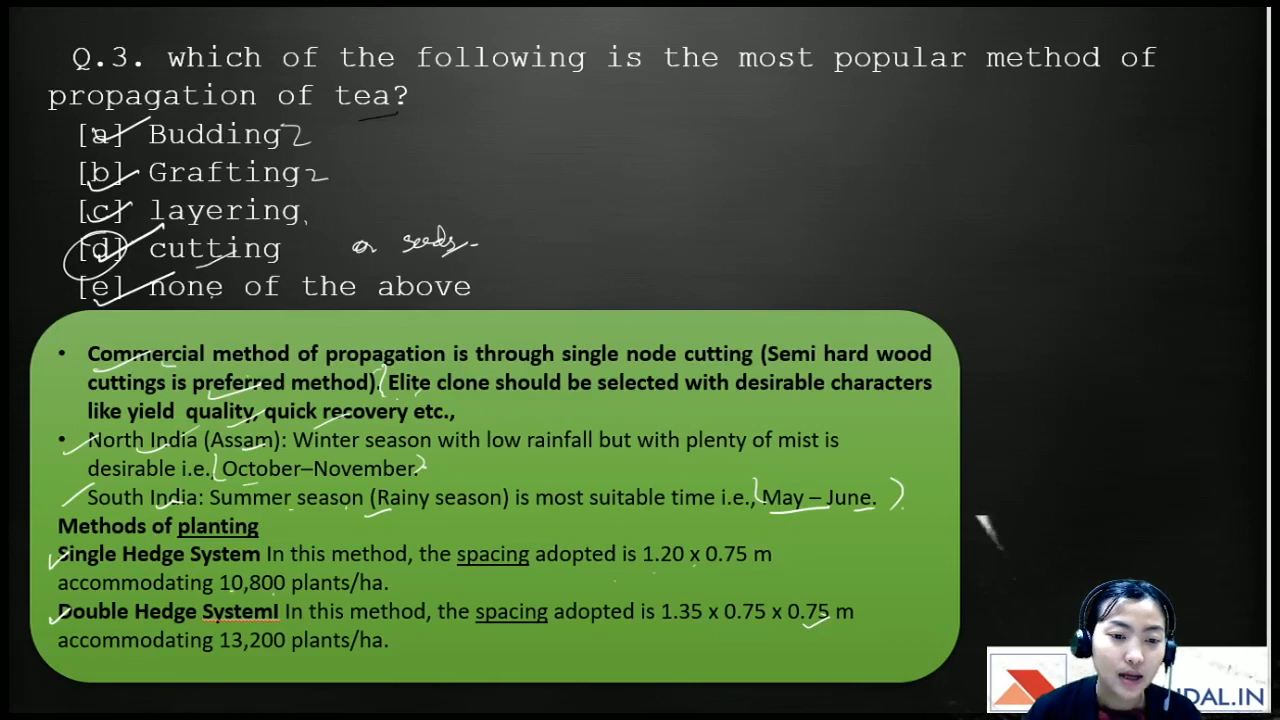 Q.3. which of the following is the most popular method of
propagation of tea?
[a] Budding
[b] Grafting
[c] layering
[d] cutting or seeds
[e] none of the above
• Commercial method of propagation is through single node cutting (Semi hard wood
cuttings is preferred method). Elite clone should be selected with desirable characters
like yield quality, quick recovery etc.,
• North India (Assam): Winter season with low rainfall but with plenty of mist is
desirable i.e., October–November.
South India: Summer season (Rainy season) is most suitable time i.e., May – June.
Methods of planting
Single Hedge System In this method, the spacing adopted is 1.20 x 0.75 m
accommodating 10,800 plants/ha.
Double Hedge SystemI In this method, the spacing adopted is 1.35 x 0.75 x 0.75 m
accommodating 13,200 plants/ha.
DAL.IN